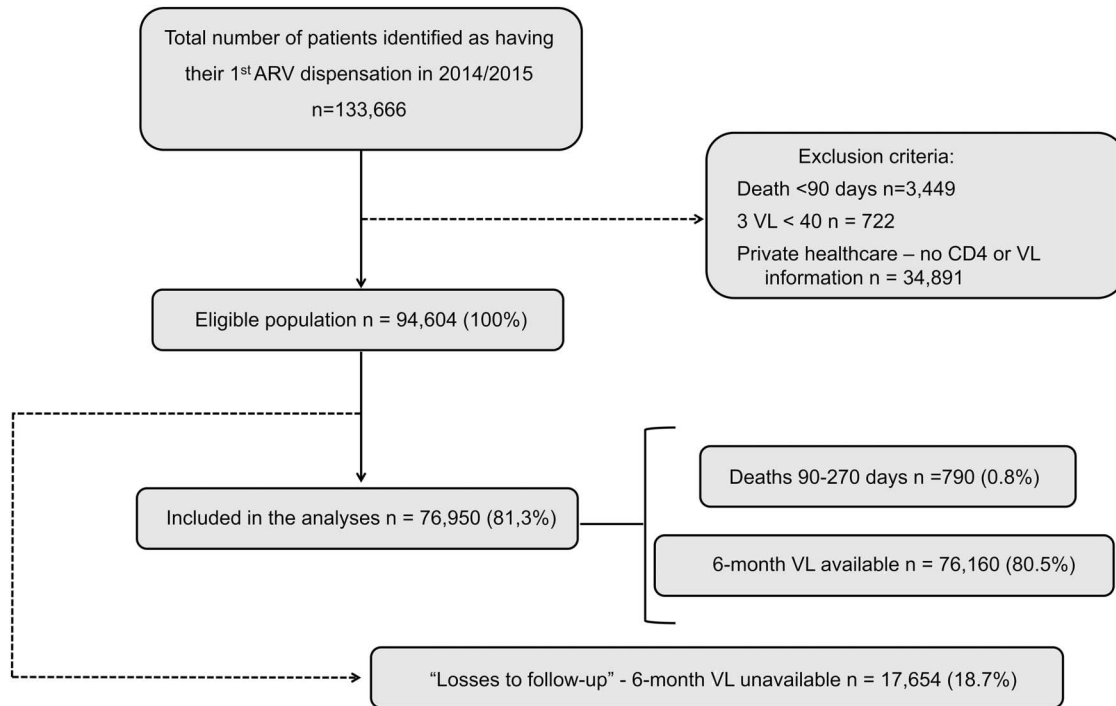 Total number of patients identified as having
their 1st ARV dispensation in 2014/2015
n=133,666
Exclusion criteria:
Death <90 days n=3,449
3 VL < 40 n = 722
Private healthcare – no CD4 or VL
information n = 34,891
Eligible population n = 94,604 (100%)
Included in the analyses n = 76,950 (81,3%)
Deaths 90-270 days n =790 (0.8%)
6-month VL available n = 76,160 (80.5%)
“Losses to follow-up” - 6-month VL unavailable n = 17,654 (18.7%)